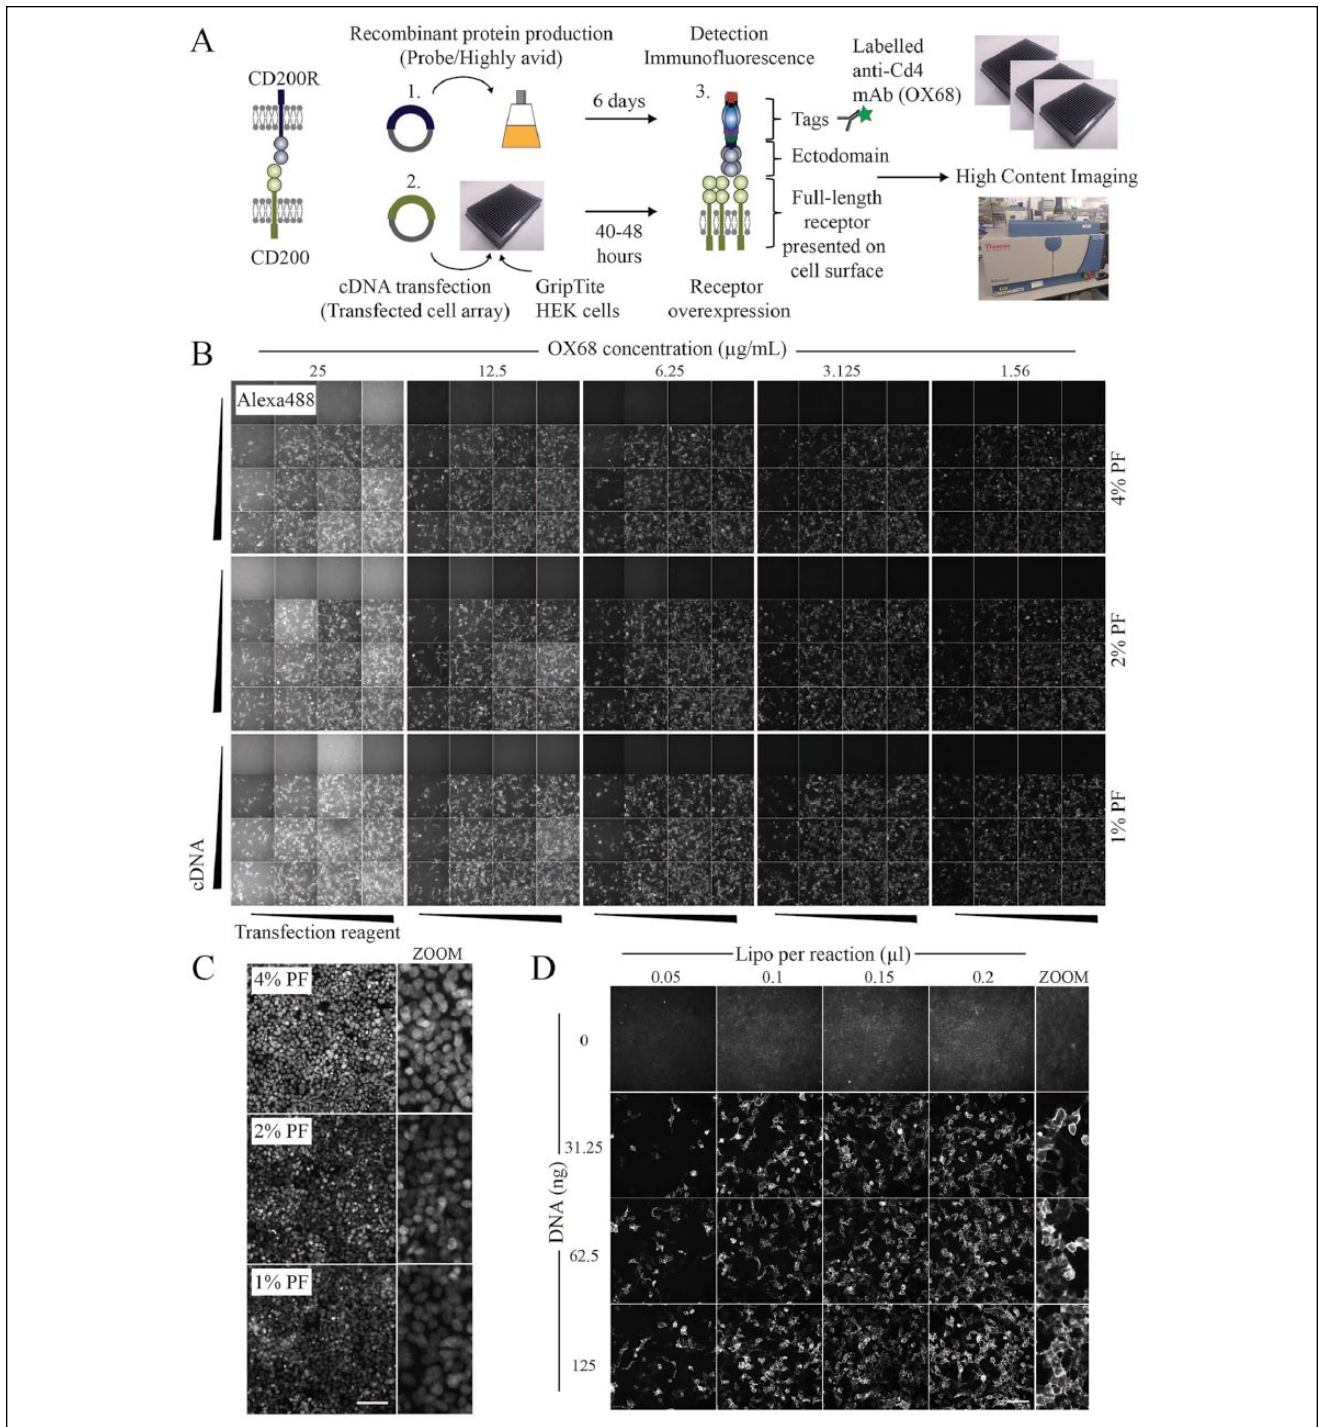 A
Recombinant protein production
(Probe/Highly avid)
Detection
Immunofluorescence
Labelled
anti-Cd4
mAb (OX68)
CD200R
1.
6 days
3.
Tags
Ectodomain
2.
High Content Imaging
40-48
hours
Full-length
receptor
presented on
cell surface
CD200
cDNA transfection
(Transfected cell array)
GripTite
HEK cells
Receptor
overexpression
B
OX68 concentration (µg/mL)
25 12.5 6.25 3.125 1.56
Alexa488
4% PF
2% PF
1% PF
cDNA
Transfection reagent
C
ZOOM
4% PF
2% PF
1% PF
D
Lipo per reaction (µl)
0.05 0.1 0.15 0.2 ZOOM
0
31.25
DNA (ng)
62.5
125